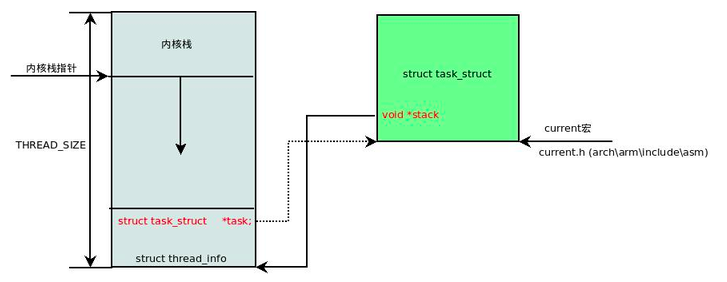 内核栈
内核栈指针
THREAD_SIZE
struct task_struct *task;
struct thread_info
struct task_struct
void *stack
current宏
current.h (arch\arm\include\asm)